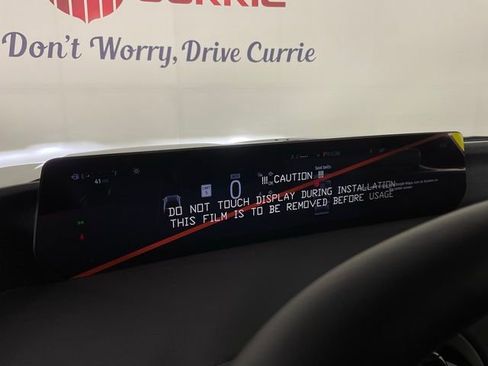 CURRIE
Don't Worry, Drive Currie
41
0
!!! CAUTION !!!
DO NOT TOUCH DISPLAY DURING INSTALLATION
THIS FILM IS TO BE REMOVED BEFORE USAGE